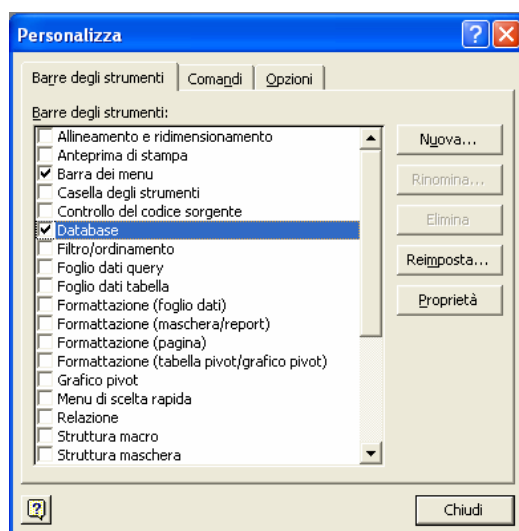 Personalizza
Barre degli strumenti Comandi Opzioni
Barre degli strumenti:
Allineamento e ridimensionamento
Anteprima di stampa
Barra dei menu
Casella degli strumenti
Controllo del codice sorgente
Database
Filtro/ordinamento
Foglio dati query
Foglio dati tabella
Formattazione (foglio dati)
Formattazione (maschera/report)
Formattazione (pagina)
Formattazione (tabella pivot/grafico pivot)
Grafico pivot
Menu di scelta rapida
Relazione
Struttura macro
Struttura maschera
Nuova...
Rinomina...
Elimina
Reimposta...
Proprietà
?
Chiudi